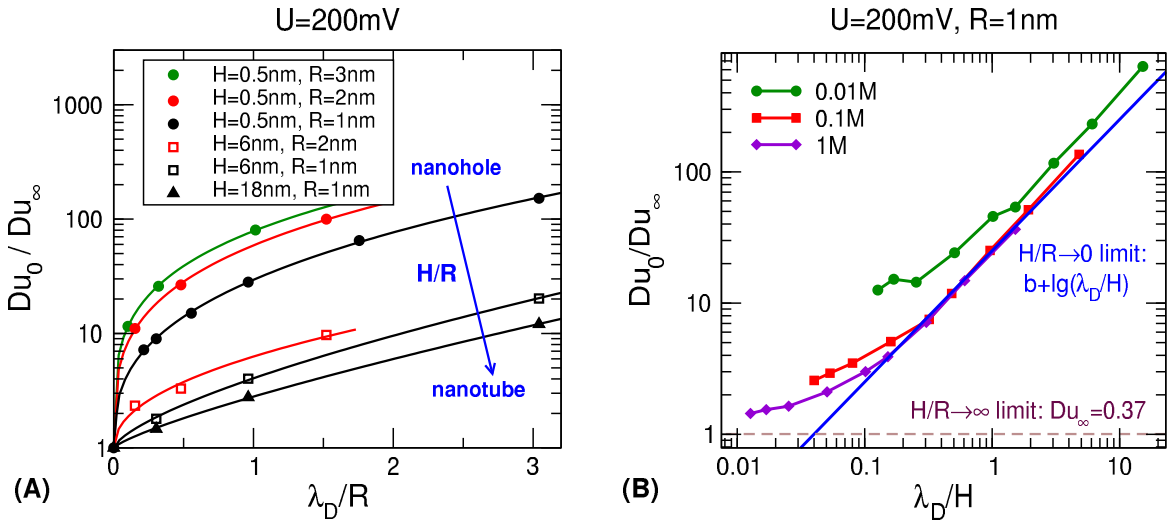 U=200mV
Du₀ / Du∞
1000
100
10
1
H=0.5nm, R=3nm
H=0.5nm, R=2nm
H=0.5nm, R=1nm
H=6nm, R=2nm
H=6nm, R=1nm
H=18nm, R=1nm
nanohole
H/R
nanotube
0
1
2
3
(A)
λD/R
U=200mV, R=1nm
Du₀/Du∞
100
10
1
0.01M
0.1M
1M
H/R→0 limit:
b+lg(λD/H)
H/R→∞ limit: Du∞=0.37
0.01
0.1
1
10
(B)
λD/H